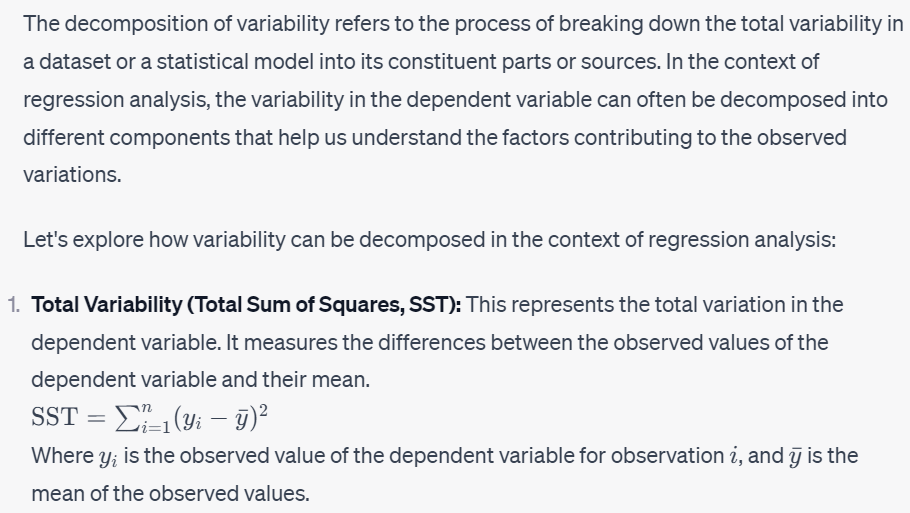 The decomposition of variability refers to the process of breaking down the total variability in
a dataset or a statistical model into its constituent parts or sources. In the context of
regression analysis, the variability in the dependent variable can often be decomposed into
different components that help us understand the factors contributing to the observed
variations.
Let's explore how variability can be decomposed in the context of regression analysis:
1. Total Variability (Total Sum of Squares, SST): This represents the total variation in the
dependent variable. It measures the differences between the observed values of the
dependent variable and their mean.
SST = ∑ⁿᵢ₌₁(yᵢ − ȳ)²
Where yᵢ is the observed value of the dependent variable for observation i, and ȳ is the
mean of the observed values.